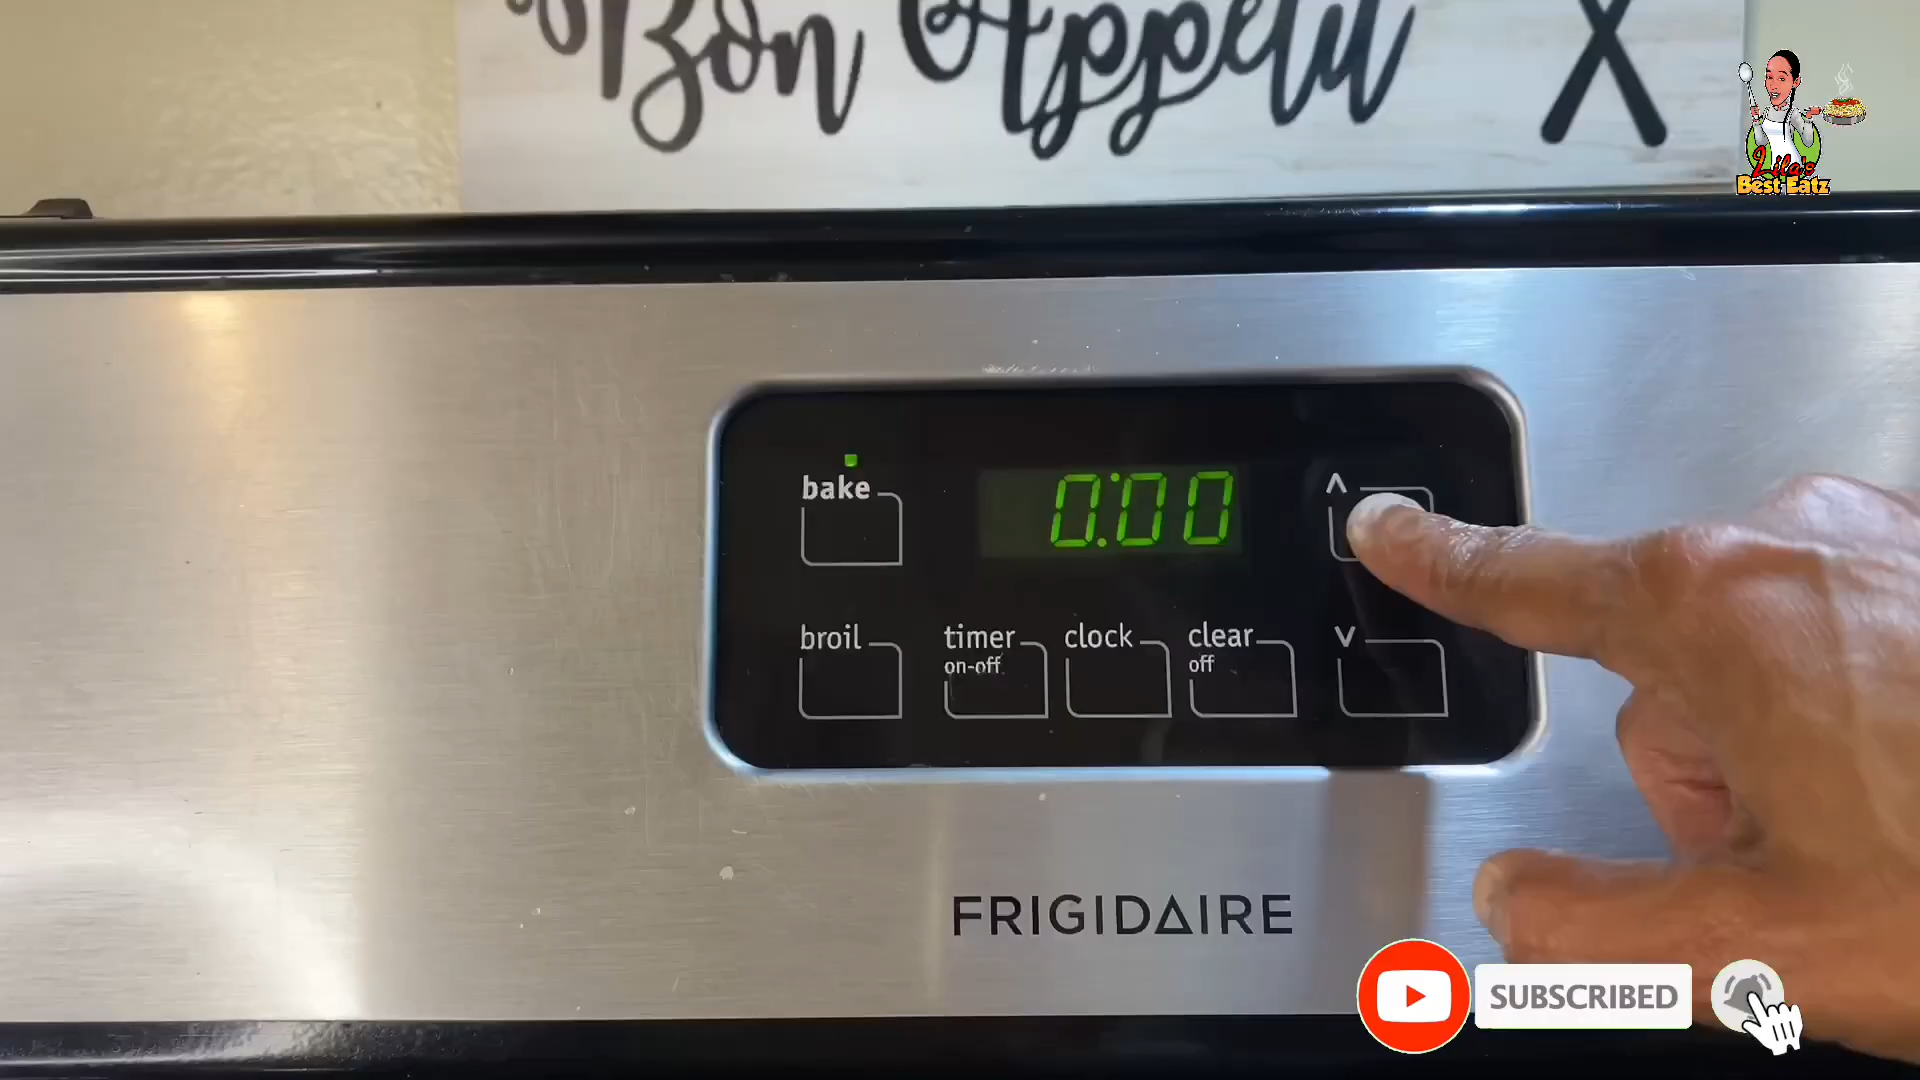 Bon Appetit
Lila's
Best Eatz
bake
0:00
^
broil
timer
on-off
clock
clear
off
v
FRIGIDAIRE
SUBSCRIBED